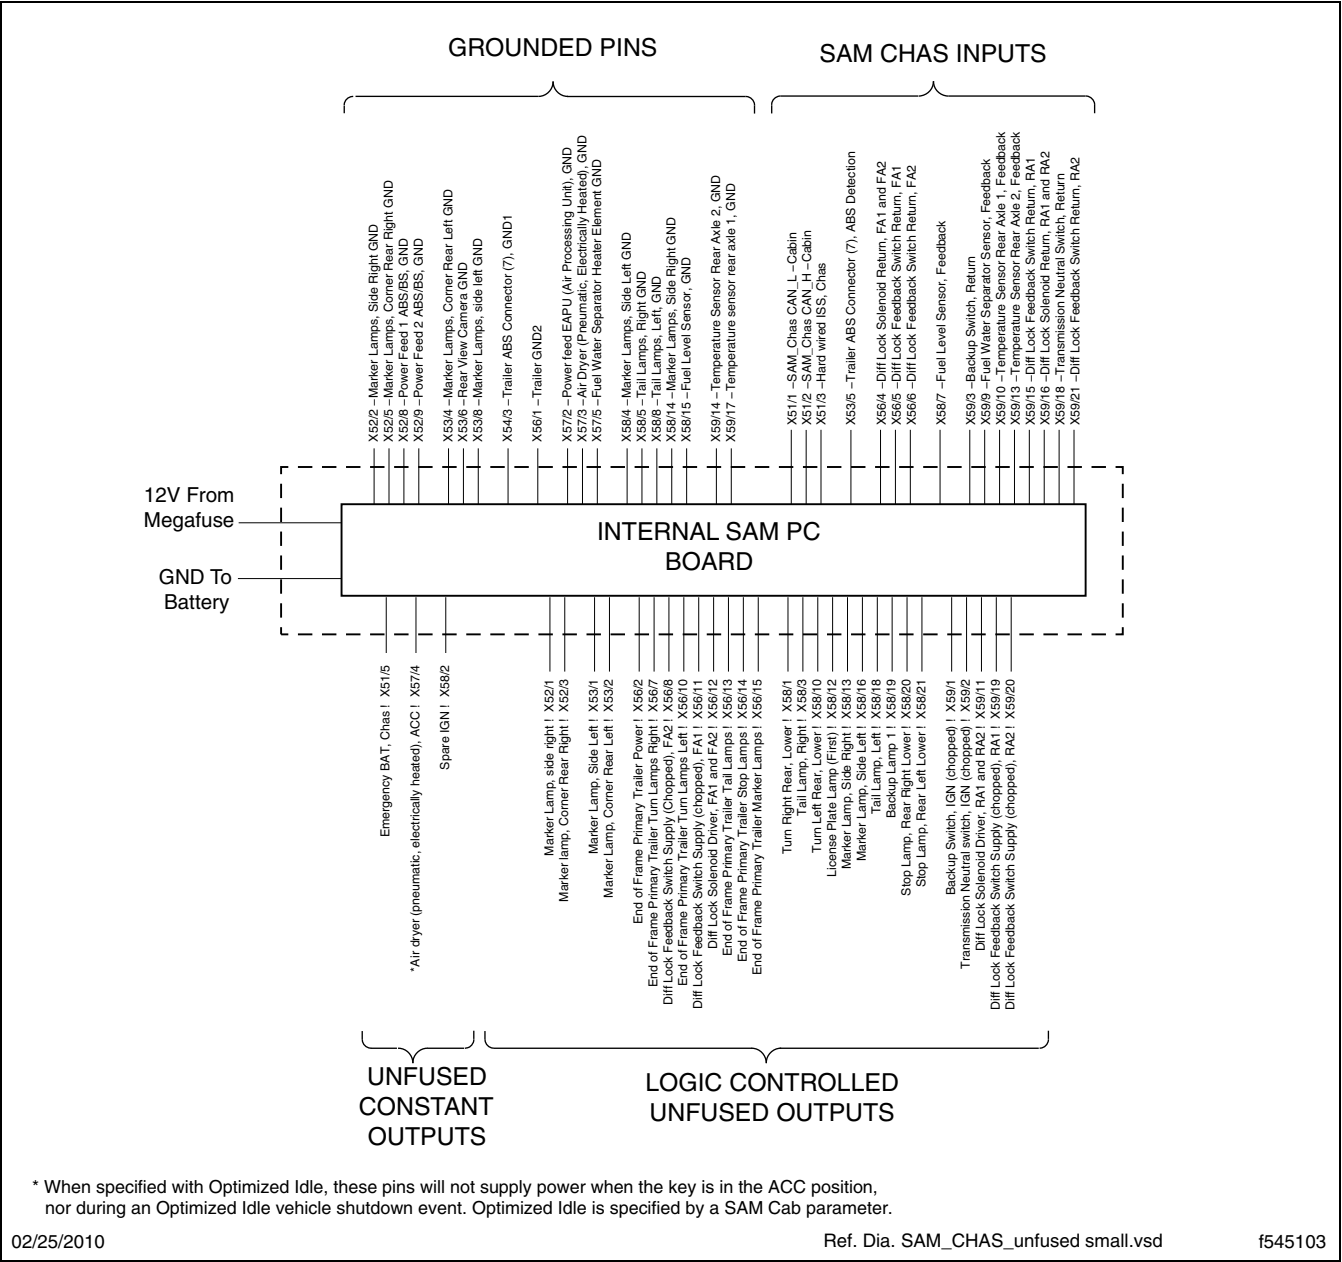 GROUNDED PINS
SAM CHAS INPUTS
X52/2 –Marker Lamps, Side Right GND
X52/5 –Marker Lamps, Corner Rear Right GND
X52/8 –Power Feed 1 ABS/BS, GND
X52/9 –Power Feed 2 ABS/BS, GND
X53/4 –Marker Lamps, Corner Rear Left GND
X53/6 –Rear View Camera GND
X53/8 –Marker Lamps, side left GND
X54/3 –Trailer ABS Connector (7), GND1
X56/1 –Trailer GND2
X57/2 –Power feed EAPU (Air Processing Unit), GND
X57/3 –Air Dryer (Pneumatic, Electrically Heated), GND
X57/5 –Fuel Water Separator Heater Element GND
X58/4 –Marker Lamps, Side Left GND
X58/5 –Tail Lamps, Right GND
X58/8 –Tail Lamps, Left, GND
X58/14 –Marker Lamps, Side Right GND
X58/15 –Fuel Level Sensor, GND
X59/14 –Temperature Sensor Rear Axle 2, GND
X59/17 –Temperature sensor rear axle 1, GND
X51/1 –SAM_Chas CAN_L –Cabin
X51/2 –SAM_Chas CAN_H –Cabin
X51/3 –Hard wired ISS, Chas
X53/5 –Trailer ABS Connector (7), ABS Detection
X56/4 –Diff Lock Solenoid Return, FA1 and FA2
X56/5 –Diff Lock Feedback Switch Return, FA1
X56/6 –Diff Lock Feedback Switch Return, FA2
X58/7 –Fuel Level Sensor, Feedback
X59/3 –Backup Switch, Return
X59/9 –Fuel Water Separator Sensor, Feedback
X59/10 –Temperature Sensor Rear Axle 1, Feedback
X59/13 –Temperature Sensor Rear Axle 2, Feedback
X59/15 –Diff Lock Feedback Switch Return, RA1
X59/16 –Diff Lock Solenoid Return, RA1 and RA2
X59/18 –Transmission Neutral Switch, Return
X59/21 –Diff Lock Feedback Switch Return, RA2
12V From
Megafuse
GND To
Battery
INTERNAL SAM PC
BOARD
Emergency BAT, Chas ! X51/5
*Air dryer (pneumatic, electrically heated), ACC ! X57/4
Spare IGN ! X58/2
Marker Lamp, side right ! X52/1
Marker lamp, Corner Rear Right ! X52/3
Marker Lamp, Side Left ! X53/1
Marker Lamp, Corner Rear Left ! X53/2
End of Frame Primary Trailer Power ! X56/2
End of Frame Primary Trailer Turn Lamps Right ! X56/7
Diff Lock Feedback Switch Supply (Chopped), FA2 ! X56/8
End of Frame Primary Trailer Turn Lamps Left ! X56/10
Diff Lock Feedback Switch Supply (chopped), FA1 ! X56/11
Diff Lock Solenoid Driver, FA1 and FA2 ! X56/12
End of Frame Primary Trailer Tail Lamps ! X56/13
End of Frame Primary Trailer Stop Lamps ! X56/14
End of Frame Primary Trailer Marker Lamps ! X56/15
Turn Right Rear, Lower ! X58/1
Tail Lamp, Right ! X58/3
Turn Left Rear, Lower ! X58/10
License Plate Lamp (First) ! X58/12
Marker Lamp, Side Right ! X58/13
Marker Lamp, Side Left ! X58/16
Tail Lamp, Left ! X58/18
Backup Lamp 1 ! X58/19
Stop Lamp, Rear Right Lower ! X58/20
Stop Lamp, Rear Left Lower ! X58/21
Backup Switch, IGN (chopped) ! X59/1
Transmission Neutral switch, IGN (chopped) ! X59/2
Diff Lock Solenoid Driver, RA1 and RA2 ! X59/11
Diff Lock Feedback Switch Supply (chopped), RA1 ! X59/19
Diff Lock Feedback Switch Supply (chopped), RA2 ! X59/20
UNFUSED
CONSTANT
OUTPUTS
LOGIC CONTROLLED
UNFUSED OUTPUTS
* When specified with Optimized Idle, these pins will not supply power when the key is in the ACC position,
nor during an Optimized Idle vehicle shutdown event. Optimized Idle is specified by a SAM Cab parameter.
02/25/2010
Ref. Dia. SAM_CHAS_unfused small.vsd
f545103